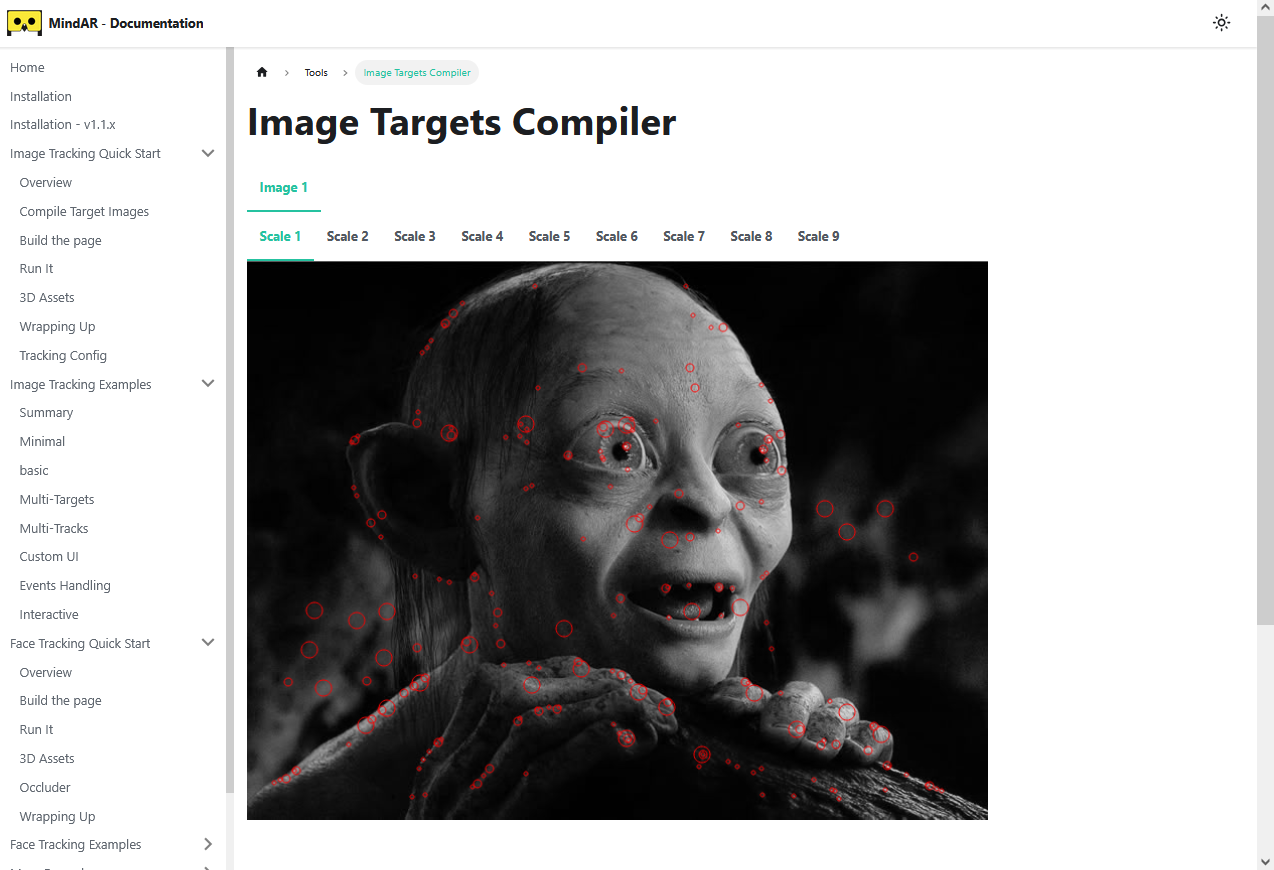 MindAR - Documentation
Home
Installation
Installation - v1.1.x
Image Tracking Quick Start
Overview
Compile Target Images
Build the page
Run It
3D Assets
Wrapping Up
Tracking Config
Image Tracking Examples
Summary
Minimal
basic
Multi-Targets
Multi-Tracks
Custom UI
Events Handling
Interactive
Face Tracking Quick Start
Overview
Build the page
Run It
3D Assets
Occluder
Wrapping Up
Face Tracking Examples
Tools
Image Targets Compiler
Image Targets Compiler
Image 1
Scale 1 Scale 2 Scale 3 Scale 4 Scale 5 Scale 6 Scale 7 Scale 8 Scale 9